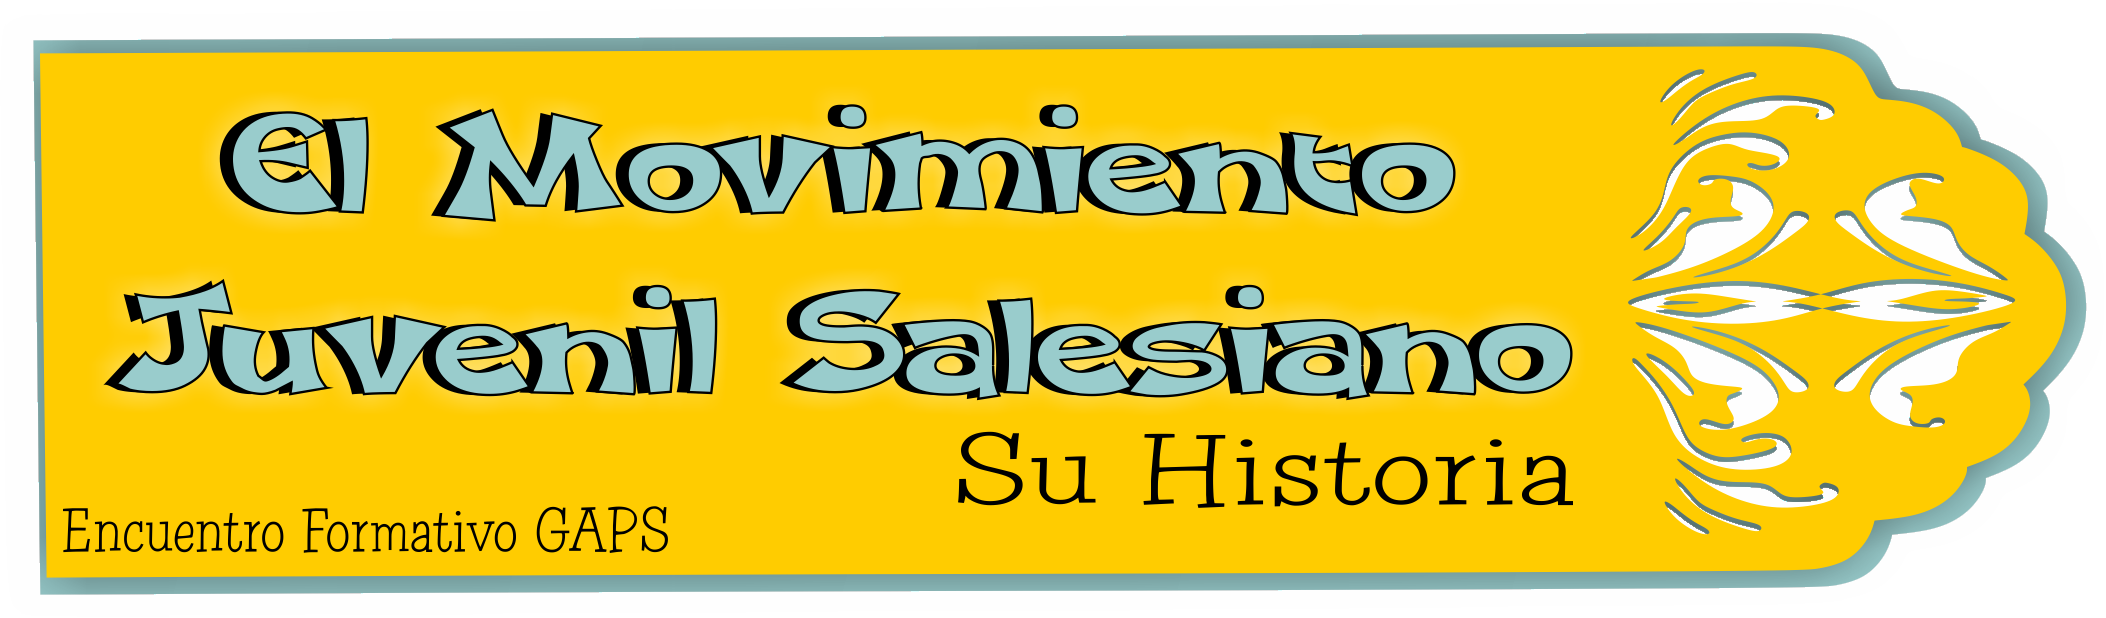 El Movimiento
Juvenil Salesiano
Su Historia
Encuentro Formativo GAPS